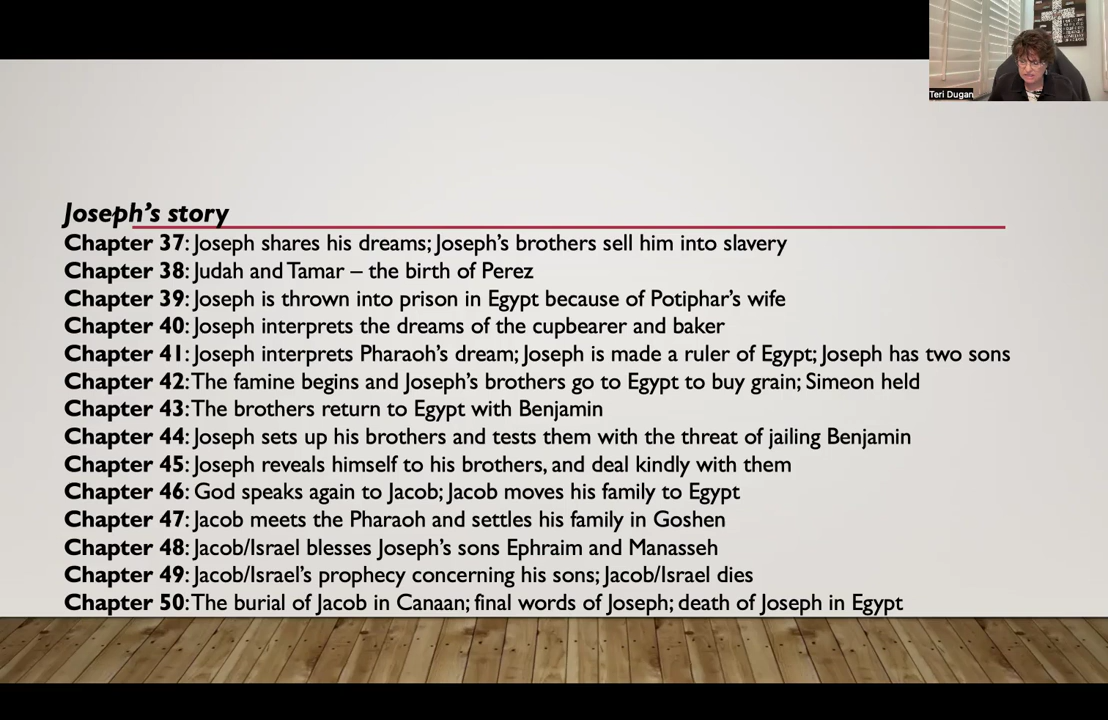 Teri Dugan
Joseph's story
Chapter 37: Joseph shares his dreams; Joseph's brothers sell him into slavery
Chapter 38: Judah and Tamar – the birth of Perez
Chapter 39: Joseph is thrown into prison in Egypt because of Potiphar's wife
Chapter 40: Joseph interprets the dreams of the cupbearer and baker
Chapter 41: Joseph interprets Pharaoh's dream; Joseph is made a ruler of Egypt; Joseph has two sons
Chapter 42: The famine begins and Joseph's brothers go to Egypt to buy grain; Simeon held
Chapter 43: The brothers return to Egypt with Benjamin
Chapter 44: Joseph sets up his brothers and tests them with the threat of jailing Benjamin
Chapter 45: Joseph reveals himself to his brothers, and deal kindly with them
Chapter 46: God speaks again to Jacob; Jacob moves his family to Egypt
Chapter 47: Jacob meets the Pharaoh and settles his family in Goshen
Chapter 48: Jacob/Israel blesses Joseph's sons Ephraim and Manasseh
Chapter 49: Jacob/Israel's prophecy concerning his sons; Jacob/Israel dies
Chapter 50: The burial of Jacob in Canaan; final words of Joseph; death of Joseph in Egypt